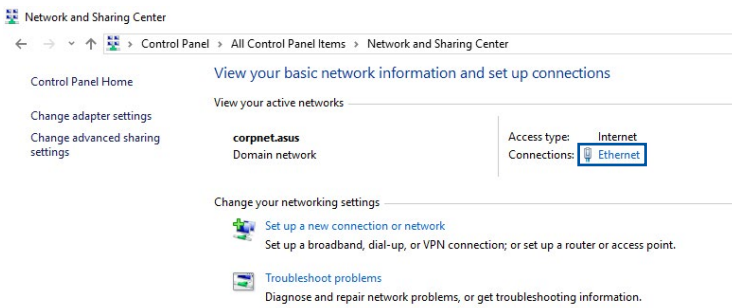 Network and Sharing Center
Control Panel > All Control Panel Items > Network and Sharing Center
Control Panel Home
Change adapter settings
Change advanced sharing
settings
View your basic network information and set up connections
View your active networks
corpnet.asus
Domain network
Access type: Internet
Connections: Ethernet
Change your networking settings
Set up a new connection or network
Set up a broadband, dial-up, or VPN connection; or set up a router or access point.
Troubleshoot problems
Diagnose and repair network problems, or get troubleshooting information.